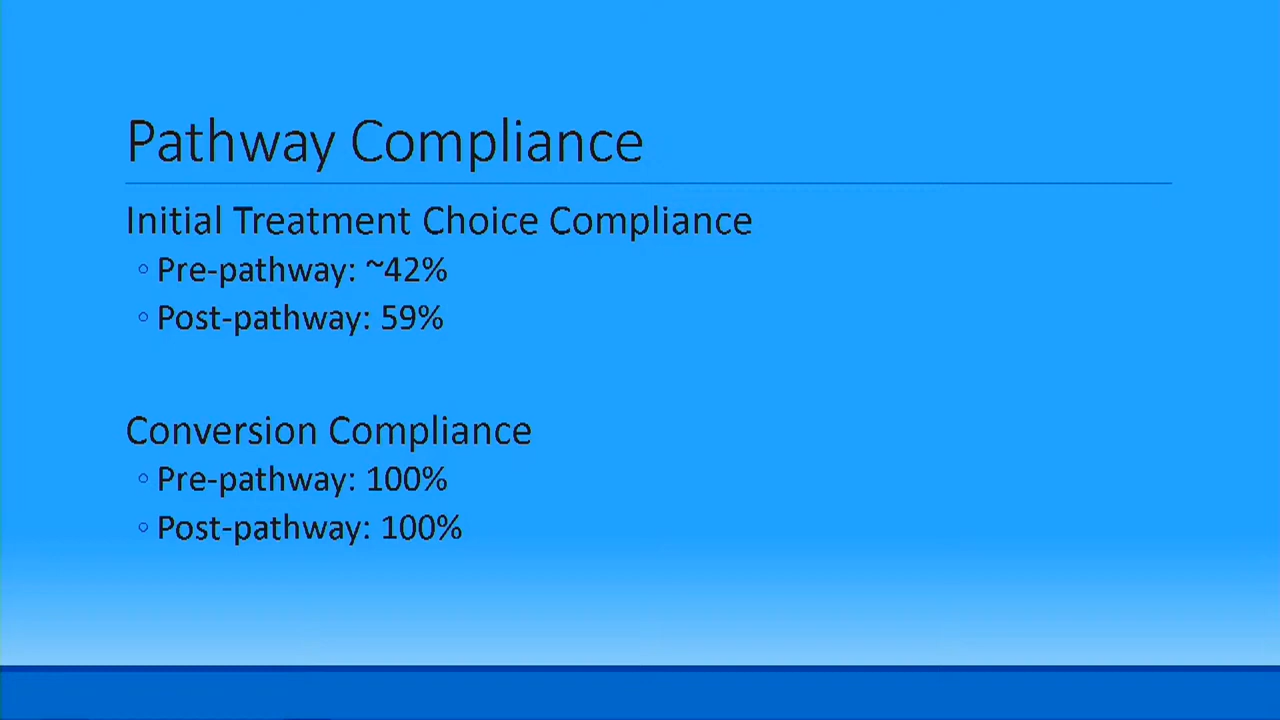 Pathway Compliance
Initial Treatment Choice Compliance
◦ Pre-pathway: ~42%
◦ Post-pathway: 59%
Conversion Compliance
◦ Pre-pathway: 100%
◦ Post-pathway: 100%